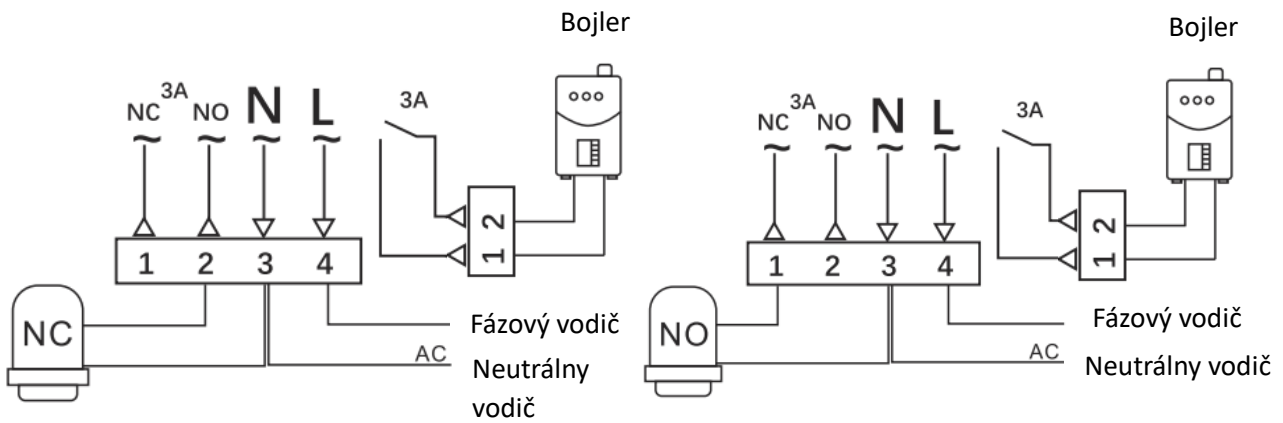 Bojler
NC 3A NO N L 3A
~ ~ ~ ~
2
1
1 2 3 4
NC
Fázový vodič
AC
Neutrálny
vodič
Bojler
NC 3A NO N L 3A
~ ~ ~ ~
2
1
1 2 3 4
NO
Fázový vodič
AC
Neutrálny vodič